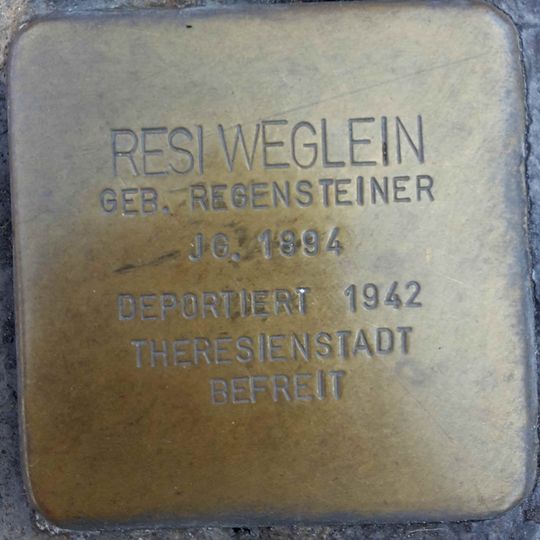 RESI WEGLEIN
GEB. REGENSTEINER
JG. 1894
DEPORTIERT 1942
THERESIENSTADT
BEFREIT